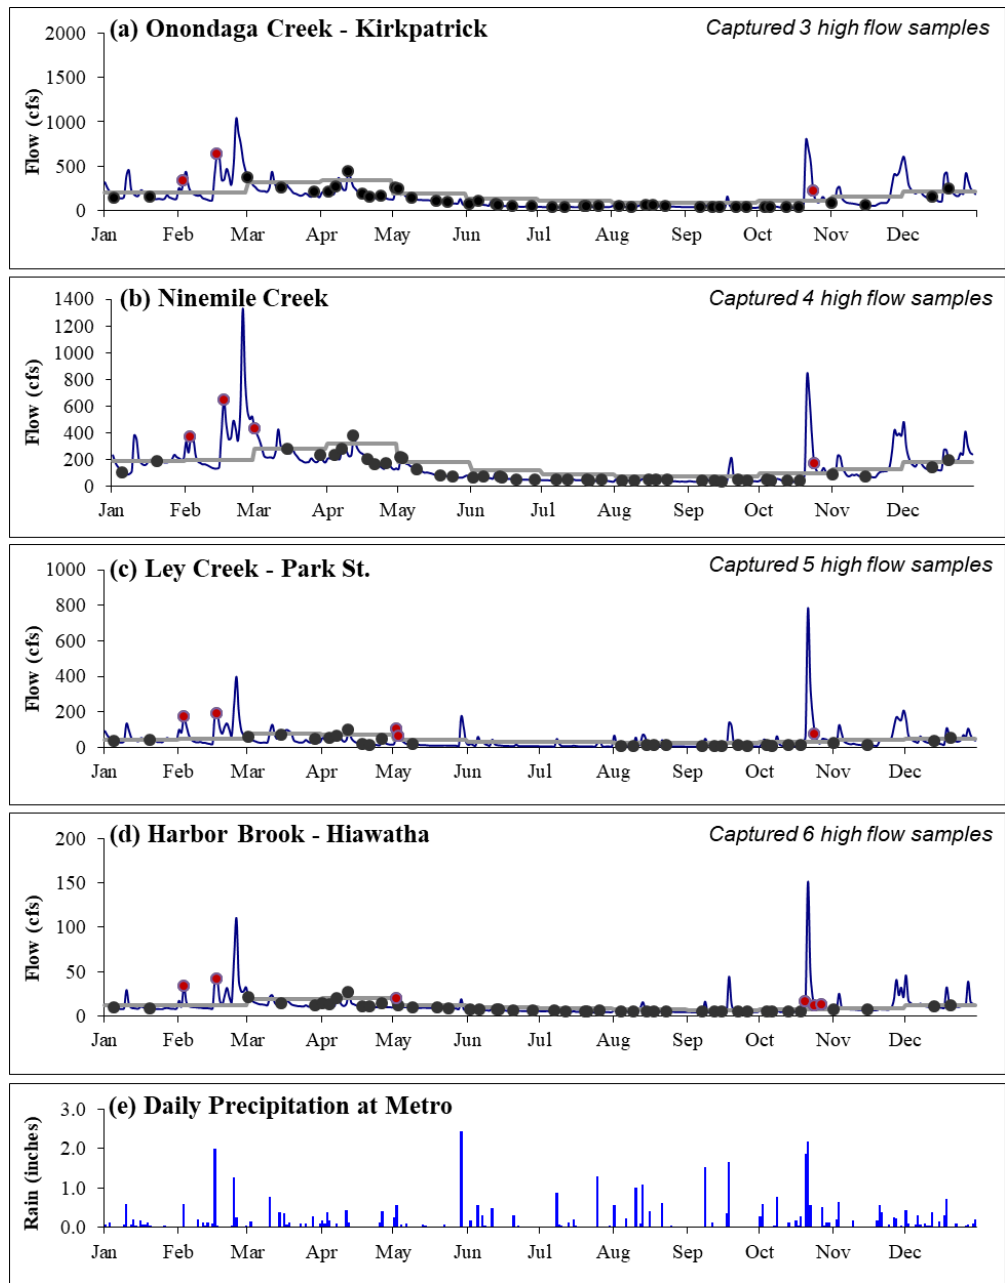 (a) Onondaga Creek - Kirkpatrick
Captured 3 high flow samples
Flow (cfs)
2000
1500
1000
500
0
Jan Feb Mar Apr May Jun Jul Aug Sep Oct Nov Dec
(b) Ninemile Creek
Captured 4 high flow samples
Flow (cfs)
1400
1200
1000
800
600
400
200
0
Jan Feb Mar Apr May Jun Jul Aug Sep Oct Nov Dec
(c) Ley Creek - Park St.
Captured 5 high flow samples
Flow (cfs)
1000
800
600
400
200
0
Jan Feb Mar Apr May Jun Jul Aug Sep Oct Nov Dec
(d) Harbor Brook - Hiawatha
Captured 6 high flow samples
Flow (cfs)
200
150
100
50
0
Jan Feb Mar Apr May Jun Jul Aug Sep Oct Nov Dec
(e) Daily Precipitation at Metro
Rain (inches)
3.0
2.0
1.0
0.0
Jan Feb Mar Apr May Jun Jul Aug Sep Oct Nov Dec